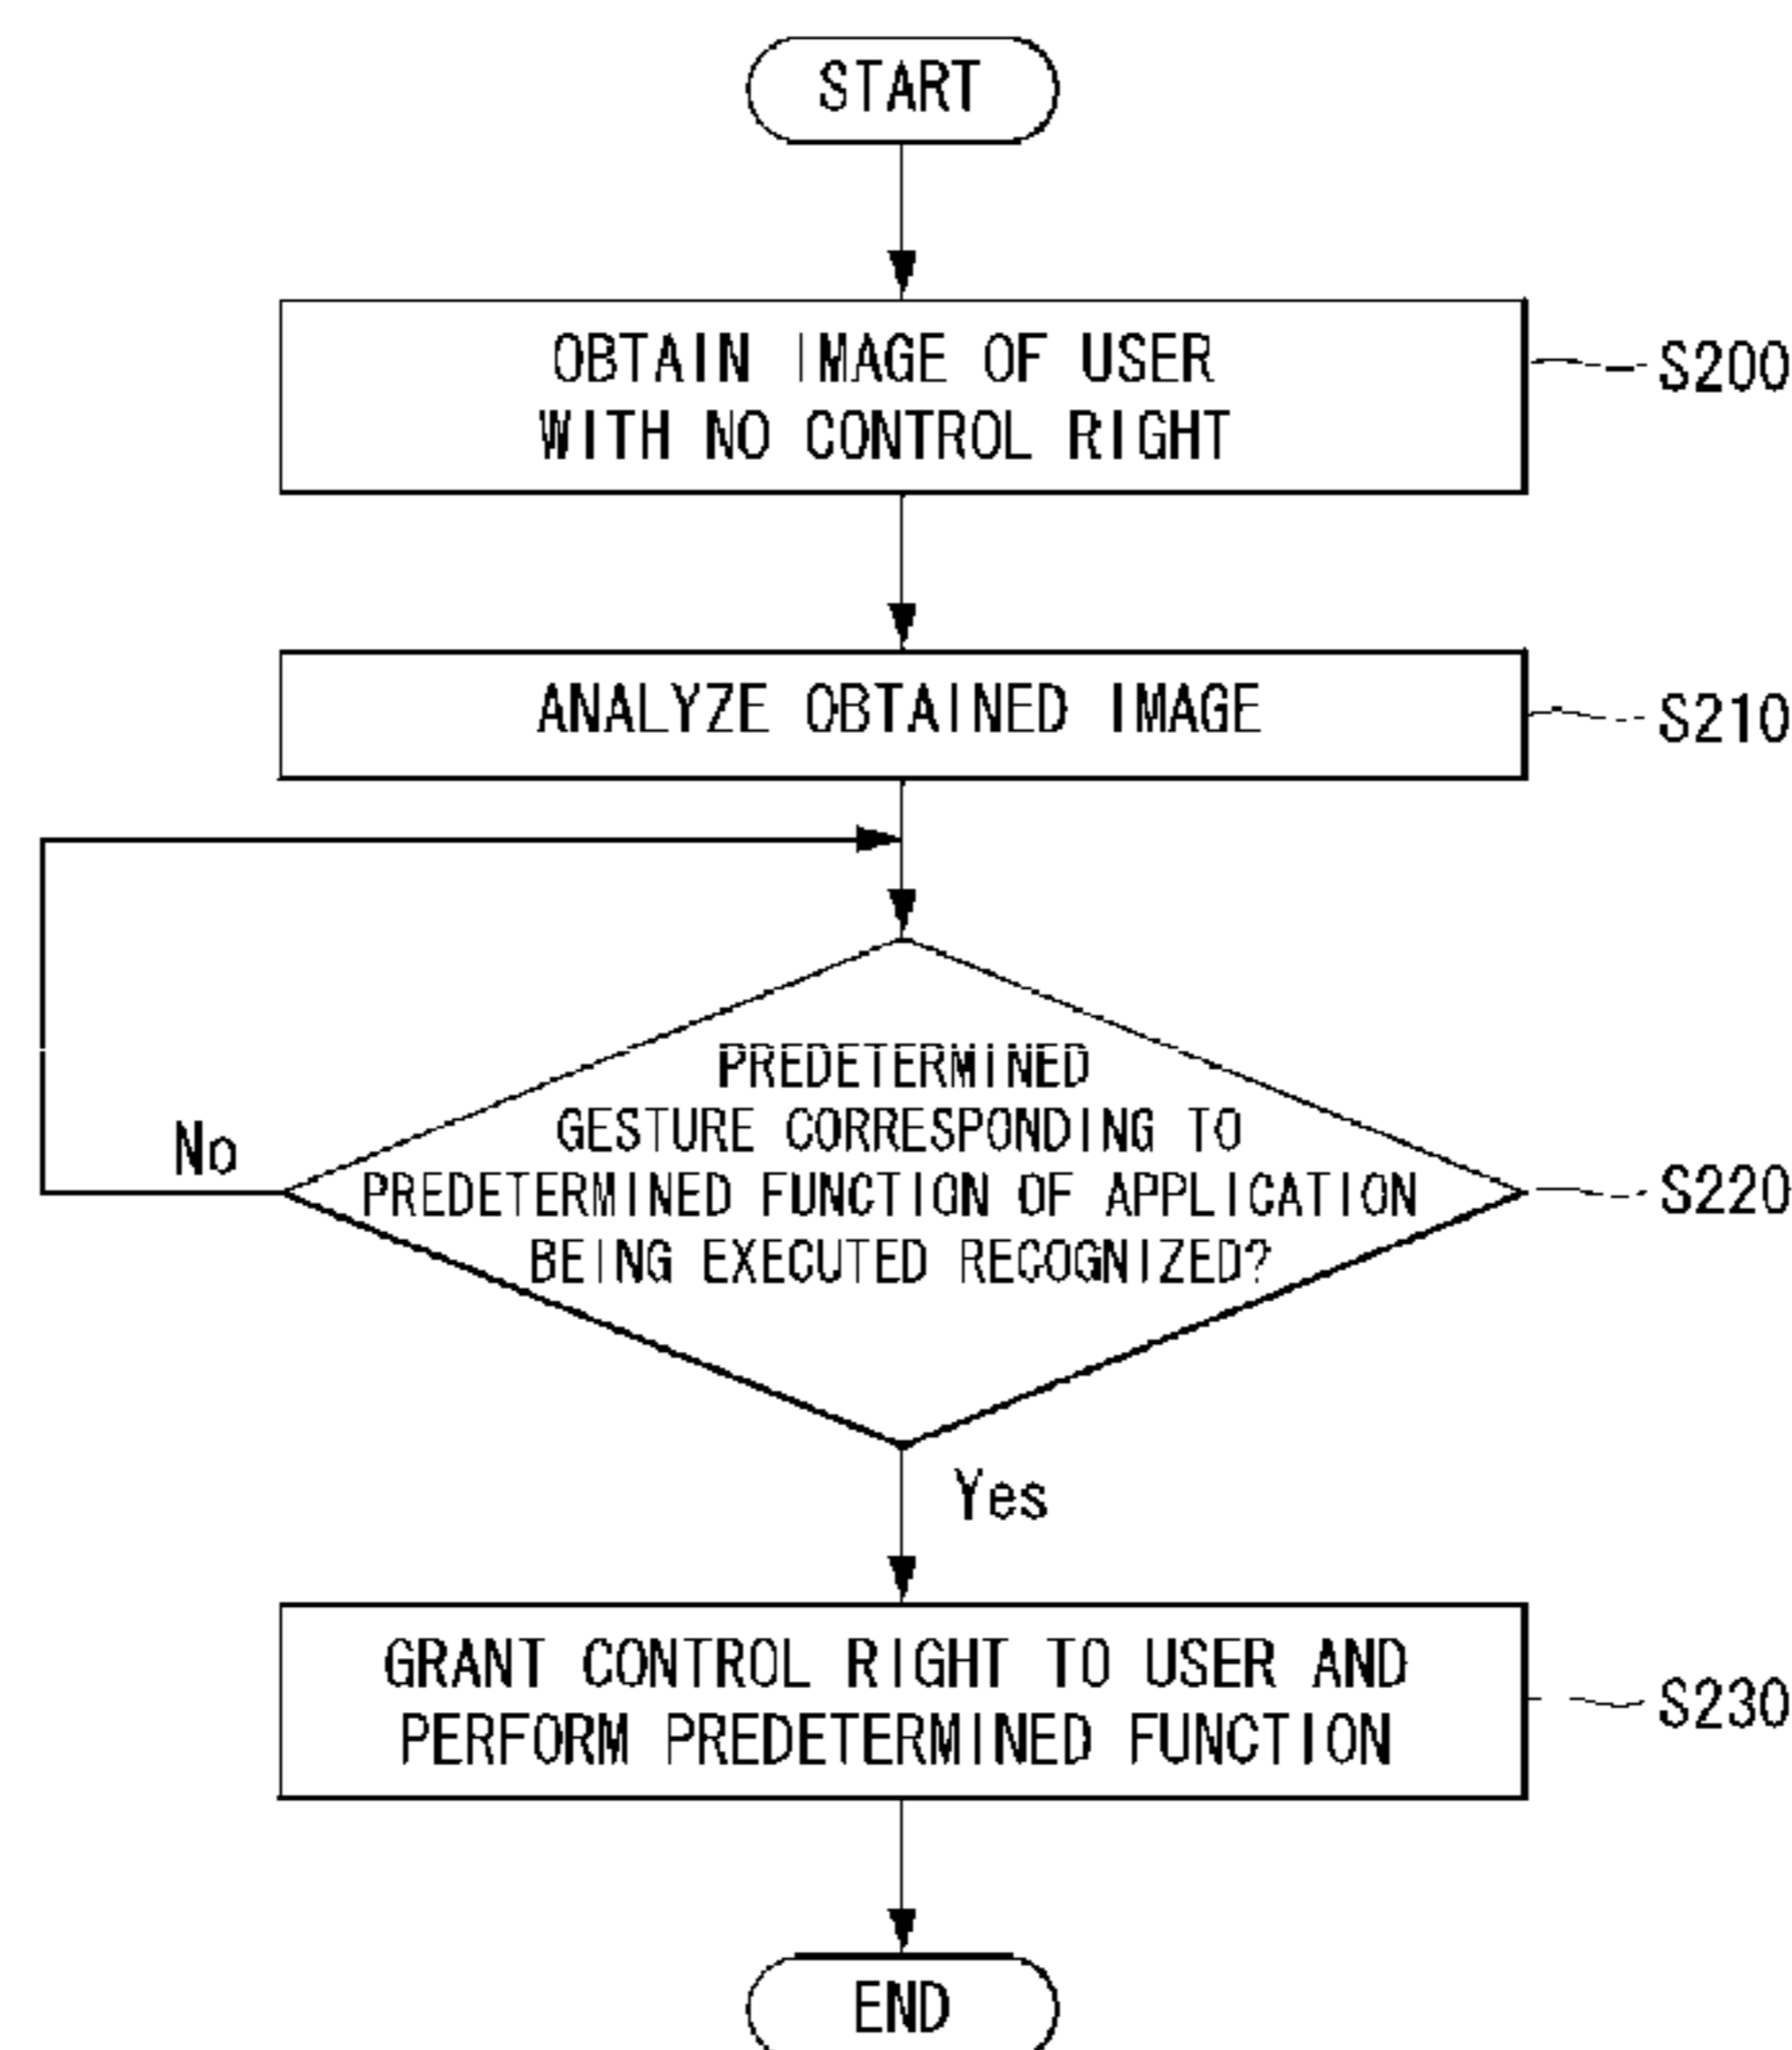 START
OBTAIN IMAGE OF USER
WITH NO CONTROL RIGHT
S200
ANALYZE OBTAINED IMAGE
S210
PREDETERMINED
GESTURE CORRESPONDING TO
PREDETERMINED FUNCTION OF APPLICATION
BEING EXECUTED RECOGNIZED?
No
S220
Yes
GRANT CONTROL RIGHT TO USER AND
PERFORM PREDETERMINED FUNCTION
S230
END